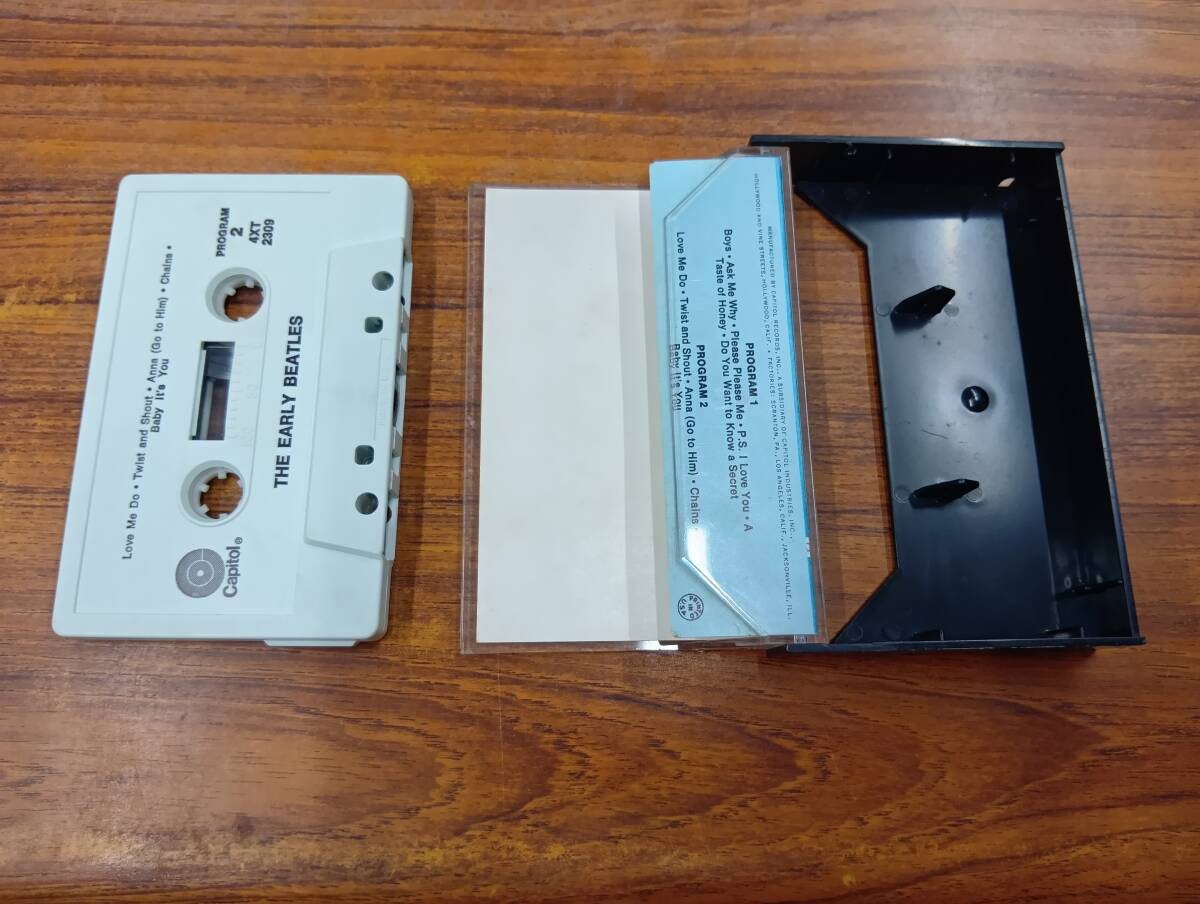 Love Me Do • Twist and Shout • Anna (Go to Him) • Chains •
Baby It's You
PROGRAM
2
4XT
2309
THE EARLY BEATLES
Capitol®
MANUFACTURED BY CAPITOL RECORDS, INC., A SUBSIDIARY OF CAPITOL INDUSTRIES, INC.,
HOLLYWOOD AND VINE STREETS, HOLLYWOOD, CALIF. • FACTORIES: SCRANTON, PA., LOS ANGELES, CALIF., JACKSONVILLE, ILL.
PROGRAM 1
Boys • Ask Me Why • Please Please Me • P.S. I Love You • A
Taste of Honey • Do You Want to Know a Secret
PROGRAM 2
Love Me Do • Twist and Shout • Anna (Go to Him) • Chains •
Baby It's You